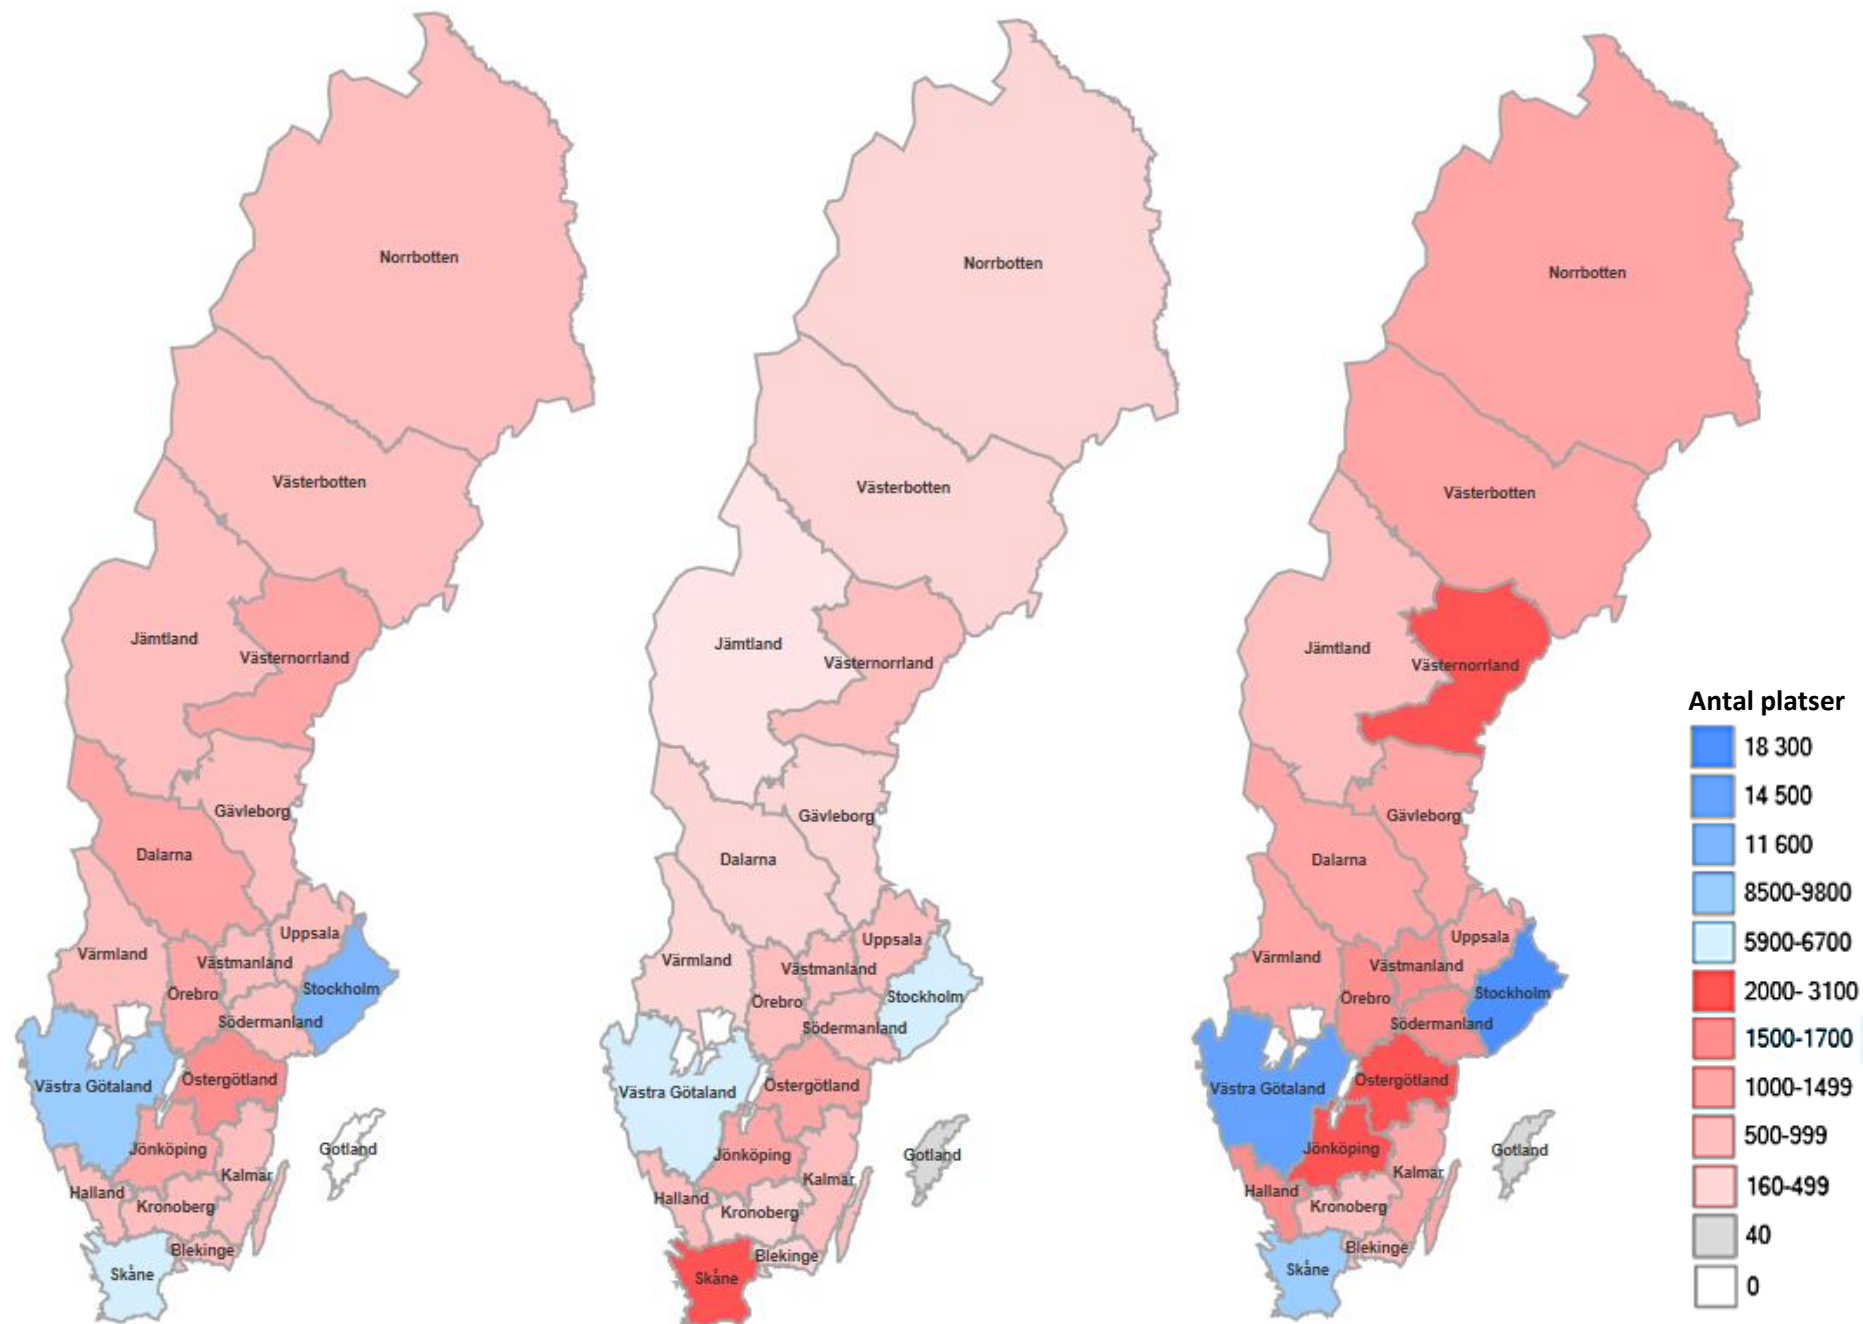 Norrbotten
Västerbotten
Jämtland
Västernorrland
Gävleborg
Dalarna
Uppsala
Värmland
Västmanland
Örebro
Stockholm
Södermanland
Östergötland
Västra Götaland
Jönköping
Gotland
Kalmar
Halland
Kronoberg
Blekinge
Skåne
Norrbotten
Västerbotten
Jämtland
Västernorrland
Gävleborg
Dalarna
Uppsala
Värmland
Västmanland
Örebro
Stockholm
Södermanland
Östergötland
Västra Götaland
Jönköping
Gotland
Kalmar
Halland
Kronoberg
Blekinge
Skåne
Norrbotten
Västerbotten
Jämtland
Västernorrland
Gävleborg
Dalarna
Uppsala
Värmland
Västmanland
Örebro
Stockholm
Södermanland
Östergötland
Västra Götaland
Jönköping
Gotland
Kalmar
Halland
Kronoberg
Blekinge
Skåne
Antal platser
18 300
14 500
11 600
8500-9800
5900-6700
2000- 3100
1500-1700
1000-1499
500-999
160-499
40
0